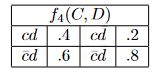 f₄(C, D)
cd .4 cd̄ .2
c̄d .6 c̄d̄ .8